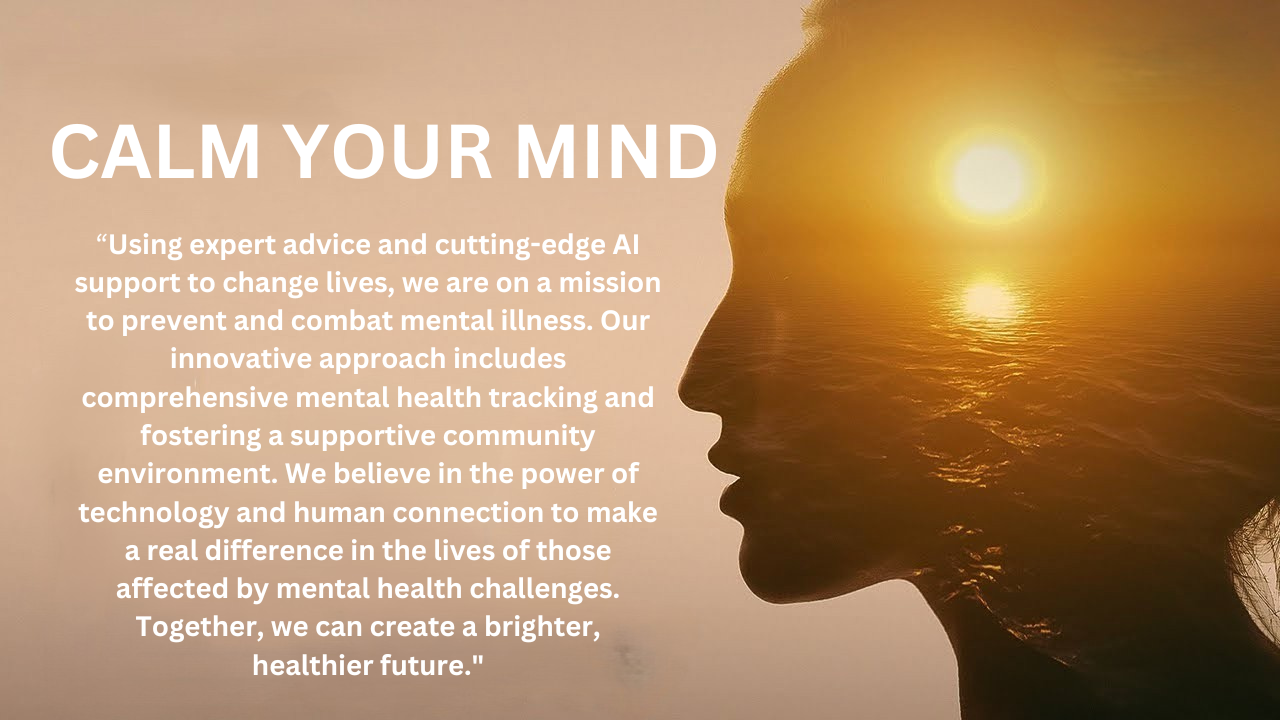 CALM YOUR MIND
“Using expert advice and cutting-edge AI
support to change lives, we are on a mission
to prevent and combat mental illness. Our
innovative approach includes
comprehensive mental health tracking and
fostering a supportive community
environment. We believe in the power of
technology and human connection to make
a real difference in the lives of those
affected by mental health challenges.
Together, we can create a brighter,
healthier future."